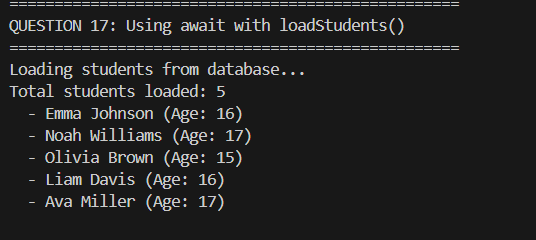 ==================================================
QUESTION 17: Using await with loadStudents()
==================================================
Loading students from database...
Total students loaded: 5
  - Emma Johnson (Age: 16)
  - Noah Williams (Age: 17)
  - Olivia Brown (Age: 15)
  - Liam Davis (Age: 16)
  - Ava Miller (Age: 17)